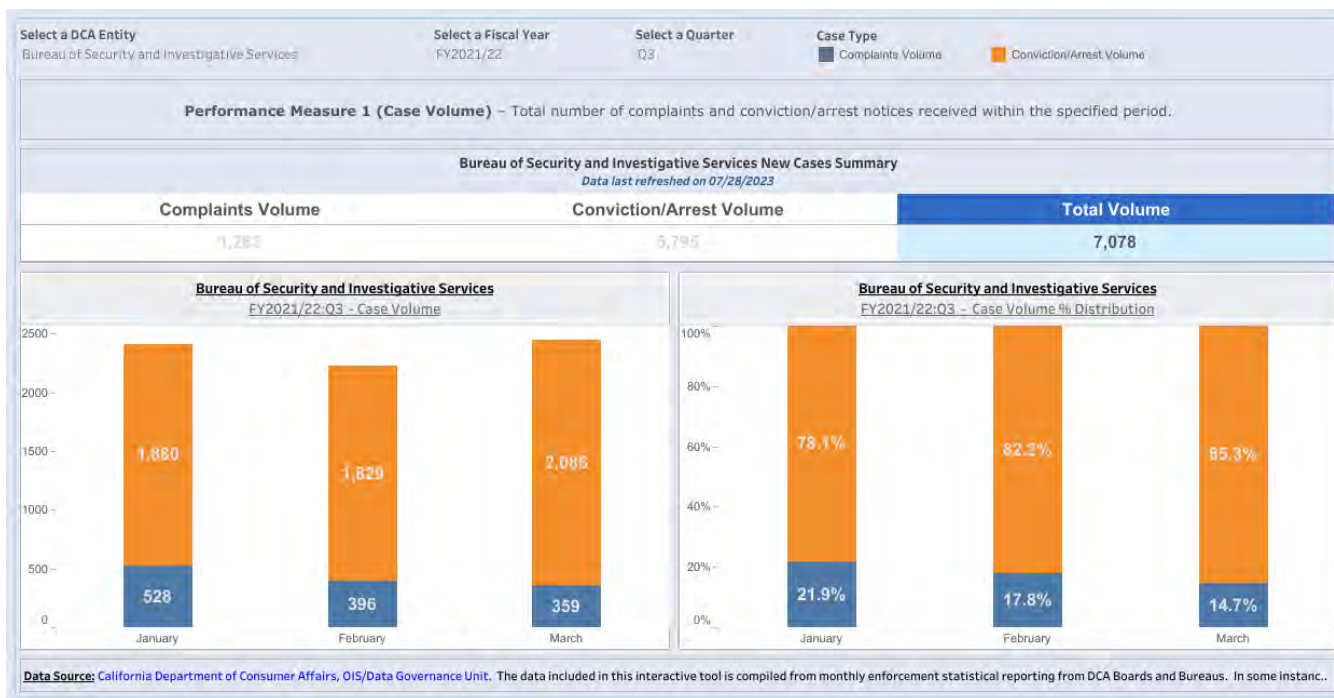 Select a DCA Entity Select a Fiscal Year Select a Quarter Case Type
Bureau of Security and Investigative Services FY2021/22 Q3 Complaints Volume Conviction/Arrest Volume
Performance Measure 1 (Case Volume) – Total number of complaints and conviction/arrest notices received within the specified period.
Bureau of Security and Investigative Services New Cases Summary
Data last refreshed on 07/28/2023
Complaints Volume Conviction/Arrest Volume Total Volume
1,283 5,795 7,078
Bureau of Security and Investigative Services
FY2021/22:Q3 - Case Volume
2500
2000
1500
1000
500
0
1,880
1,829
2,086
528
396
359
January February March
Bureau of Security and Investigative Services
FY2021/22:Q3 - Case Volume % Distribution
100%
80%
60%
40%
20%
0%
78.1%
82.2%
85.3%
21.9%
17.8%
14.7%
January February March
Data Source: California Department of Consumer Affairs, OIS/Data Governance Unit. The data included in this interactive tool is compiled from monthly enforcement statistical reporting from DCA Boards and Bureaus. In some instanc..